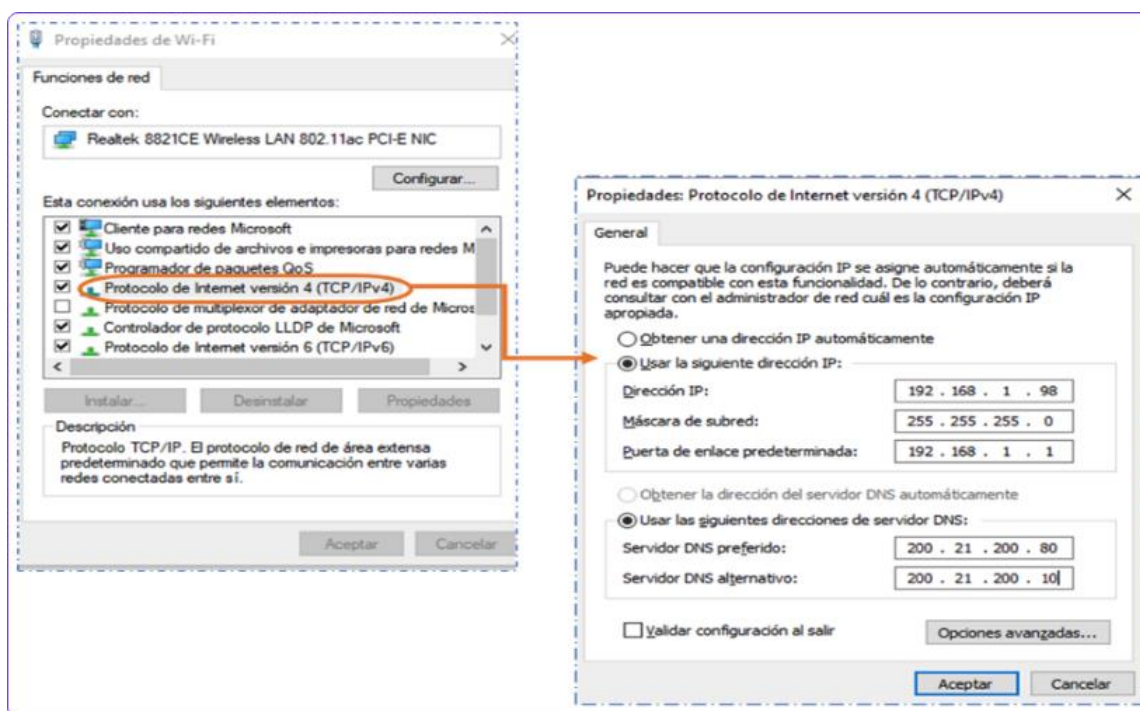 Propiedades de Wi-Fi
Funciones de red
Conectar con:
Realtek 8821CE Wireless LAN 802.11ac PCI-E NIC
Configurar...
Esta conexión usa los siguientes elementos:
Cliente para redes Microsoft
Uso compartido de archivos e impresoras para redes M
Programador de paquetes QoS
Protocolo de Internet versión 4 (TCP/IPv4)
Protocolo de multiplexor de adaptador de red de Micros
Controlador de protocolo LLDP de Microsoft
Protocolo de Internet versión 6 (TCP/IPv6)
Instalar...
Desinstalar
Propiedades
Descripción
Protocolo TCP/IP. El protocolo de red de área extensa
predeterminado que permite la comunicación entre varias
redes conectadas entre sí.
Aceptar
Cancelar
Propiedades: Protocolo de Internet versión 4 (TCP/IPv4)
General
Puede hacer que la configuración IP se asigne automáticamente si la
red es compatible con esta funcionalidad. De lo contrario, deberá
consultar con el administrador de red cuál es la configuración IP
apropiada.
Obtener una dirección IP automáticamente
Usar la siguiente dirección IP:
Dirección IP: 192 . 168 . 1 . 98
Máscara de subred: 255 . 255 . 255 . 0
Puerta de enlace predeterminada: 192 . 168 . 1 . 1
Obtener la dirección del servidor DNS automáticamente
Usar las siguientes direcciones de servidor DNS:
Servidor DNS preferido: 200 . 21 . 200 . 80
Servidor DNS alternativo: 200 . 21 . 200 . 10
Validar configuración al salir
Opciones avanzadas...
Aceptar
Cancelar